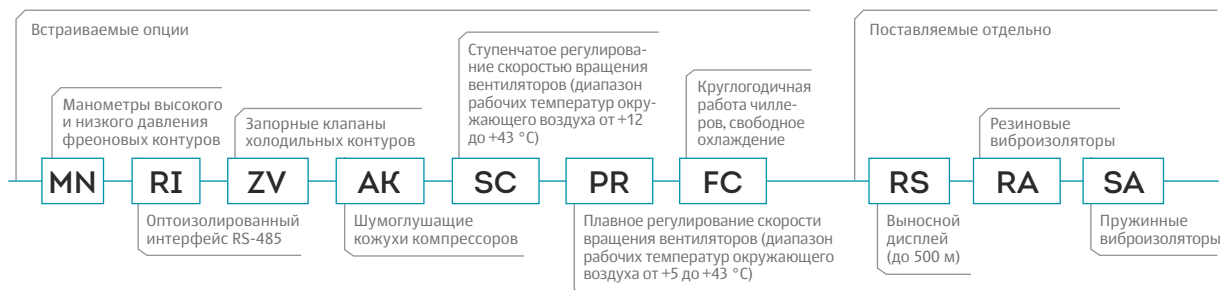 Встраиваемые опции
Поставляемые отдельно
Манометры высокого
и низкого давления
фреоновых контуров
Запорные клапаны
холодильных контуров
Ступенчатое регулирова-
ние скоростью вращения
вентиляторов (диапазон
рабочих температур окру-
жающего воздуха от +12
до +43 °C)
Круглогодичная
работа чилле-
ров, свободное
охлаждение
Резиновые
виброизоляторы
MN RI ZV AK SC PR FC RS RA SA
Оптоизолированный
интерфейс RS-485
Шумоглушащие
кожухи компрессоров
Плавное регулирование скорости
вращения вентиляторов (диапазон
рабочих температур окружающего
воздуха от +5 до +43 °C)
Выносной
дисплей
(до 500 м)
Пружинные
виброизоляторы